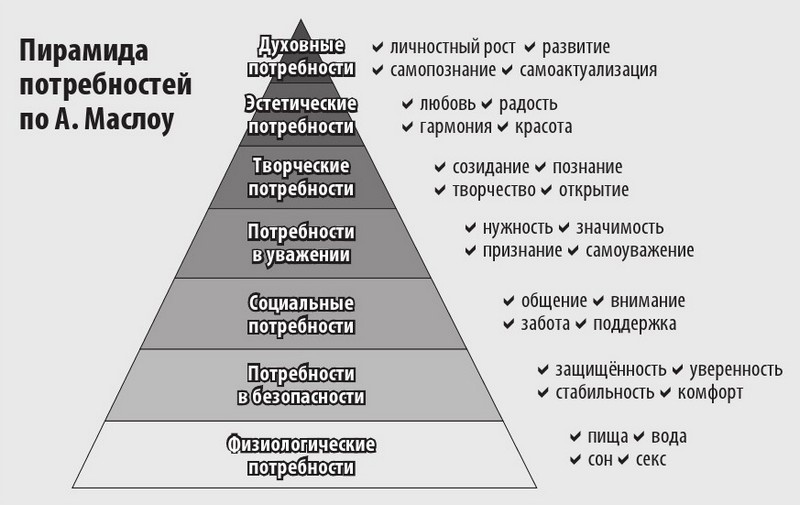 Пирамида
потребностей
по А. Маслоу
Духовные
потребности
✔ личностный рост ✔ развитие
✔ самопознание ✔ самоактуализация
Эстетические
потребности
✔ любовь ✔ радость
✔ гармония ✔ красота
Творческие
потребности
✔ созидание ✔ познание
✔ творчество ✔ открытие
Потребности
в уважении
✔ нужность ✔ значимость
✔ признание ✔ самоуважение
Социальные
потребности
✔ общение ✔ внимание
✔ забота ✔ поддержка
Потребности
в безопасности
✔ защищённость ✔ уверенность
✔ стабильность ✔ комфорт
Физиологические
потребности
✔ пища ✔ вода
✔ сон ✔ секс